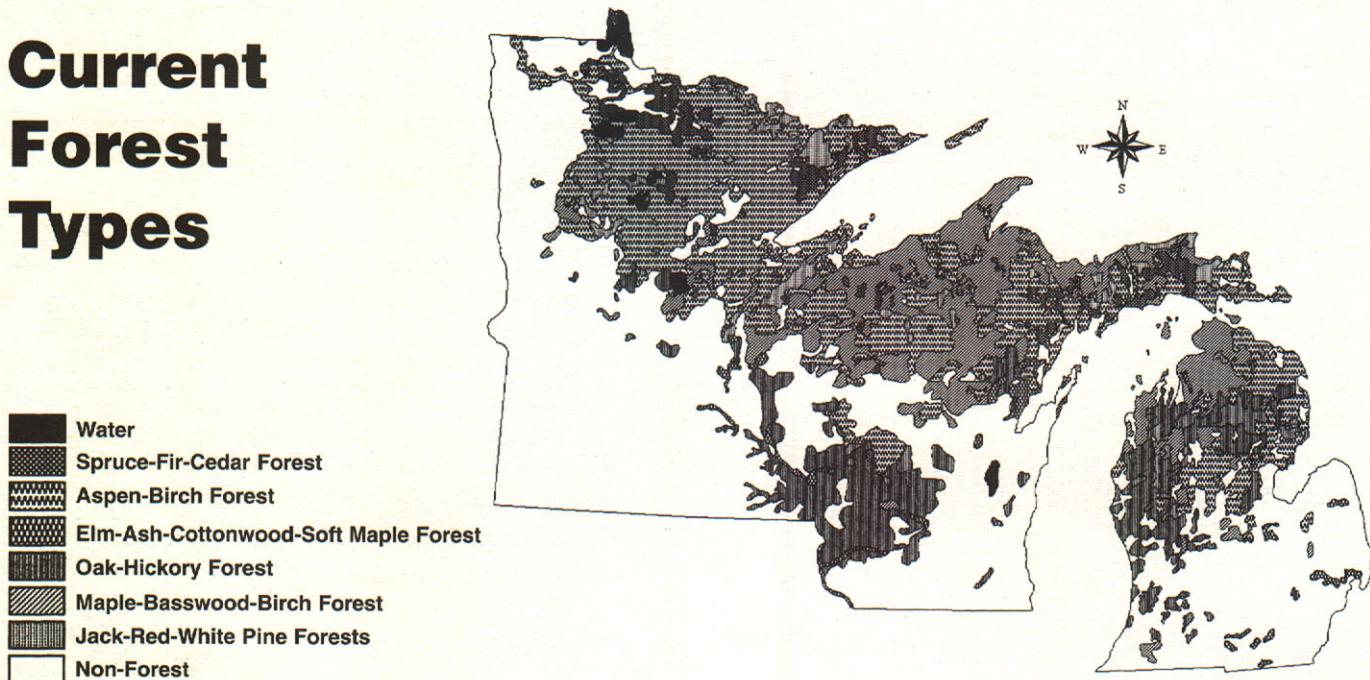 Current
Forest
Types
N
W E
S
Water
Spruce-Fir-Cedar Forest
Aspen-Birch Forest
Elm-Ash-Cottonwood-Soft Maple Forest
Oak-Hickory Forest
Maple-Basswood-Birch Forest
Jack-Red-White Pine Forests
Non-Forest